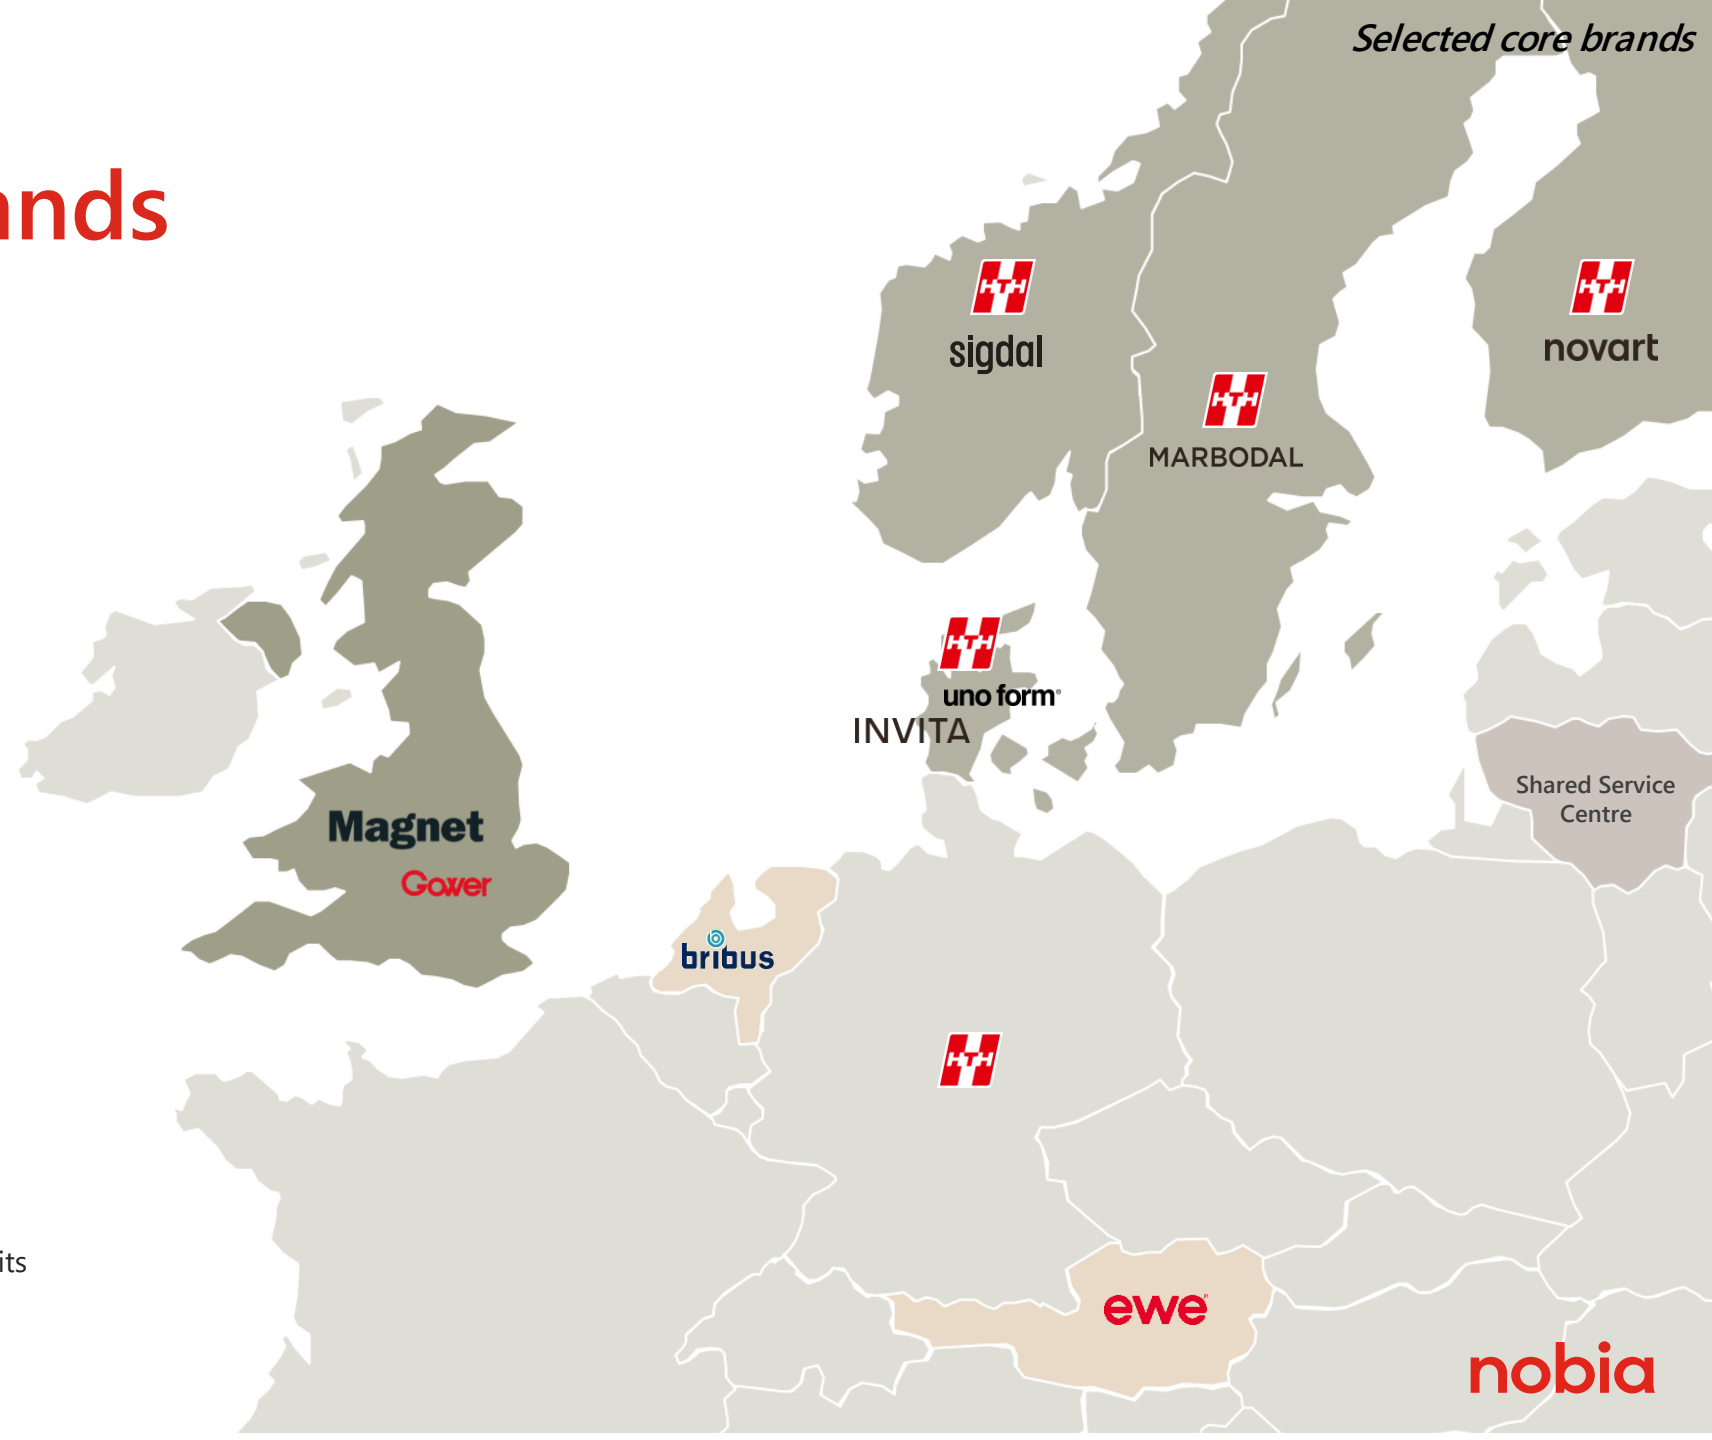 Selected core brands
ands
HTH
sigdal
HTH
novart
HTH
MARBODAL
HTH
uno form®
INVITA
Shared Service
Centre
Magnet
Gower
bribus
HTH
its
ewe
nobia